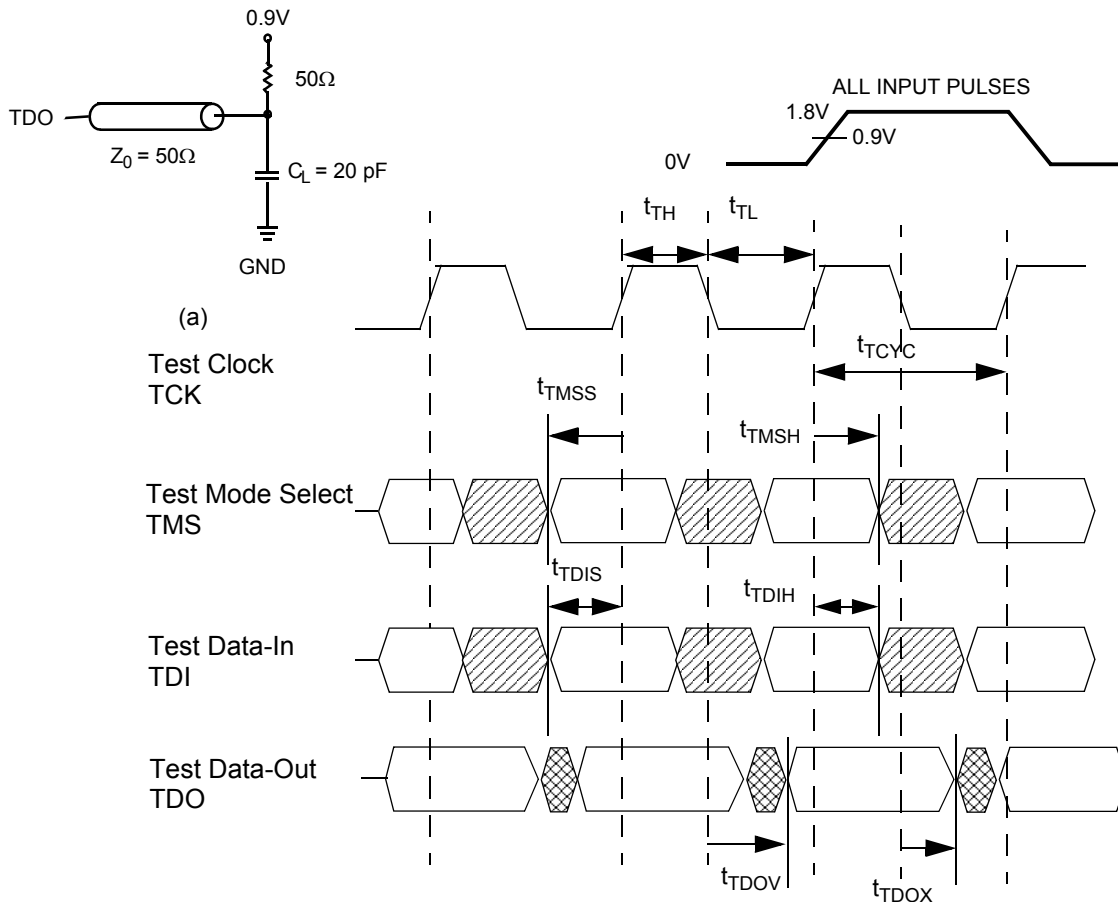 0.9V
50Ω
TDO
Z0 = 50Ω
CL = 20 pF
GND
(a)
ALL INPUT PULSES
1.8V
0.9V
0V
tTH
tTL
Test Clock
TCK
tTCYC
tTMSS
tTMSH
Test Mode Select
TMS
tTDIS
tTDIH
Test Data-In
TDI
Test Data-Out
TDO
tTDOV
tTDOX